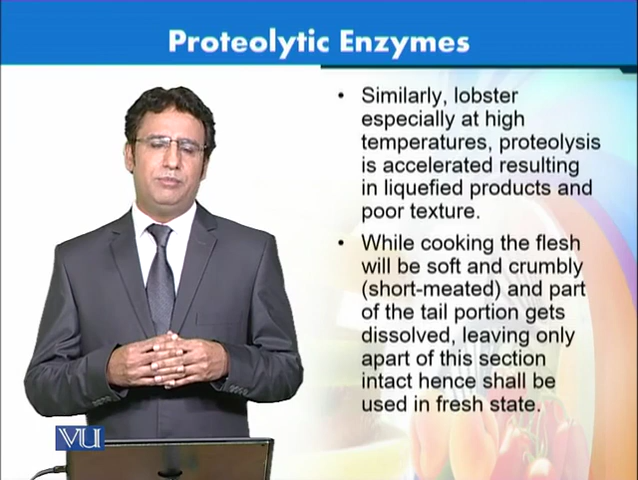 Proteolytic Enzymes
• Similarly, lobster
especially at high
temperatures, proteolysis
is accelerated resulting
in liquefied products and
poor texture.
• While cooking the flesh
will be soft and crumbly
(short-meated) and part
of the tail portion gets
dissolved, leaving only
apart of this section
intact hence shall be
used in fresh state.
VU